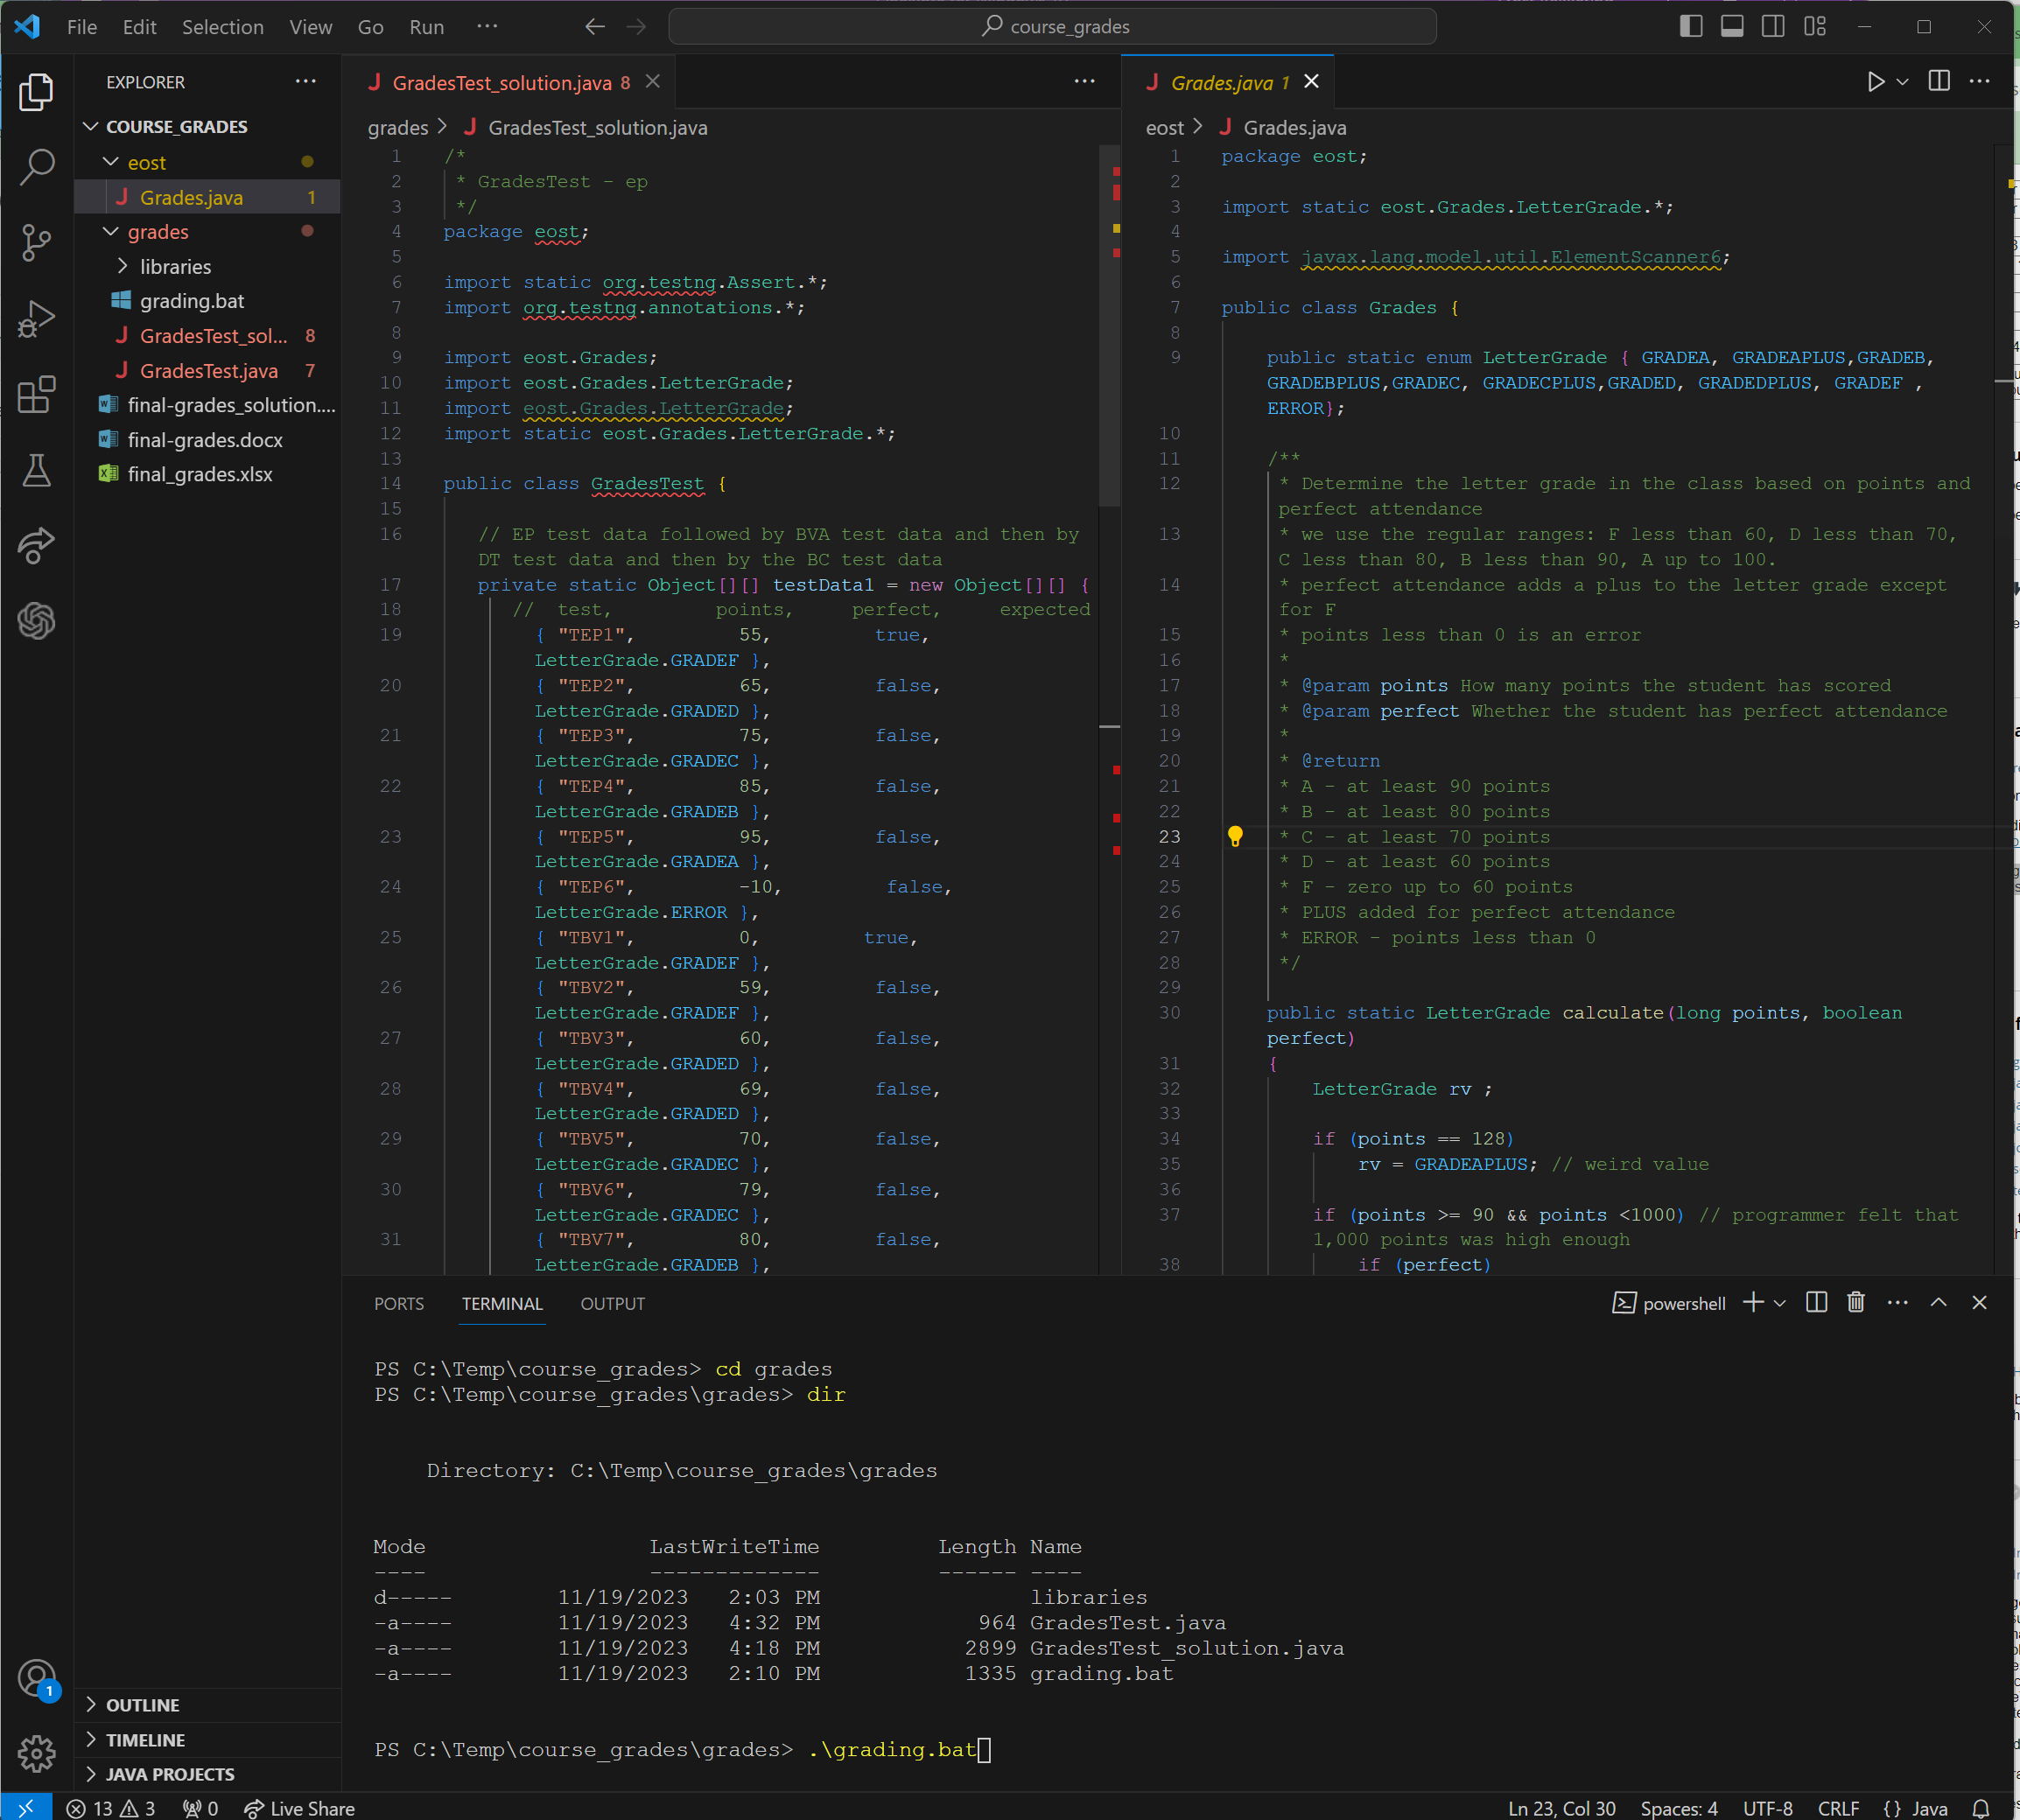 File Edit Selection View Go Run ··· course_grades
EXPLORER
COURSE_GRADES
eost
Grades.java 1
grades
libraries
grading.bat
GradesTest_sol... 8
GradesTest.java 7
final-grades_solution....
final-grades.docx
final_grades.xlsx
OUTLINE
TIMELINE
JAVA PROJECTS
GradesTest_solution.java 8
grades > GradesTest_solution.java
1 /*
2 * GradesTest - ep
3 */
4 package eost;
5
6 import static org.testng.Assert.*;
7 import org.testng.annotations.*;
8
9 import eost.Grades;
10 import eost.Grades.LetterGrade;
11 import eost.Grades.LetterGrade;
12 import static eost.Grades.LetterGrade.*;
13
14 public class GradesTest {
15
16 // EP test data followed by BVA test data and then by
DT test data and then by the BC test data
17 private static Object[][] testData1 = new Object[][] {
18 // test, points, perfect, expected
19 { "TEP1", 55, true,
LetterGrade.GRADEF },
20 { "TEP2", 65, false,
LetterGrade.GRADED },
21 { "TEP3", 75, false,
LetterGrade.GRADEC },
22 { "TEP4", 85, false,
LetterGrade.GRADEB },
23 { "TEP5", 95, false,
LetterGrade.GRADEA },
24 { "TEP6", -10, false,
LetterGrade.ERROR },
25 { "TBV1", 0, true,
LetterGrade.GRADEF },
26 { "TBV2", 59, false,
LetterGrade.GRADEF },
27 { "TBV3", 60, false,
LetterGrade.GRADED },
28 { "TBV4", 69, false,
LetterGrade.GRADED },
29 { "TBV5", 70, false,
LetterGrade.GRADEC },
30 { "TBV6", 79, false,
LetterGrade.GRADEC },
31 { "TBV7", 80, false,
LetterGrade.GRADEB },
Grades.java 1
eost > Grades.java
1 package eost;
2
3 import static eost.Grades.LetterGrade.*;
4
5 import javax.lang.model.util.ElementScanner6;
6
7 public class Grades {
8
9 public static enum LetterGrade { GRADEA, GRADEAPLUS,GRADEB,
GRADEBPLUS,GRADEC, GRADECPLUS,GRADED, GRADEDPLUS, GRADEF ,
ERROR};
10
11 /**
12 * Determine the letter grade in the class based on points and
perfect attendance
13 * we use the regular ranges: F less than 60, D less than 70,
C less than 80, B less than 90, A up to 100.
14 * perfect attendance adds a plus to the letter grade except
for F
15 * points less than 0 is an error
16 *
17 * @param points How many points the student has scored
18 * @param perfect Whether the student has perfect attendance
19 *
20 * @return
21 * A - at least 90 points
22 * B - at least 80 points
23 * C - at least 70 points
24 * D - at least 60 points
25 * F - zero up to 60 points
26 * PLUS added for perfect attendance
27 * ERROR - points less than 0
28 */
29
30 public static LetterGrade calculate(long points, boolean
perfect)
31 {
32 LetterGrade rv ;
33
34 if (points == 128)
35 rv = GRADEAPLUS; // weird value
36
37 if (points >= 90 && points <1000) // programmer felt that
1,000 points was high enough
38 if (perfect)
PORTS TERMINAL OUTPUT powershell
PS C:\Temp\course_grades> cd grades
PS C:\Temp\course_grades\grades> dir
Directory: C:\Temp\course_grades\grades
Mode LastWriteTime Length Name
---- ------------- ------ ----
d----- 11/19/2023 2:03 PM libraries
-a---- 11/19/2023 4:32 PM 964 GradesTest.java
-a---- 11/19/2023 4:18 PM 2899 GradesTest_solution.java
-a---- 11/19/2023 2:10 PM 1335 grading.bat
PS C:\Temp\course_grades\grades> .\grading.bat
1
13 3 0 Live Share Ln 23, Col 30 Spaces: 4 UTF-8 CRLF {} Java